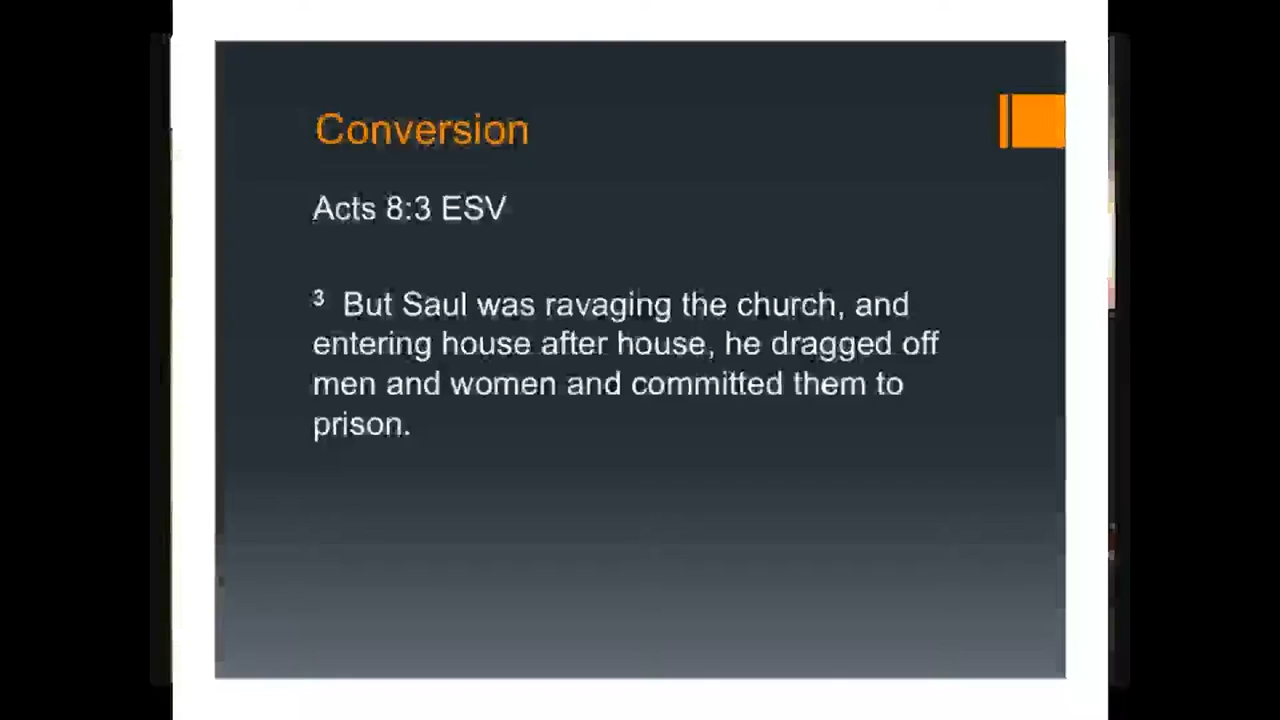 Conversion
Acts 8:3 ESV
3 But Saul was ravaging the church, and
entering house after house, he dragged off
men and women and committed them to
prison.